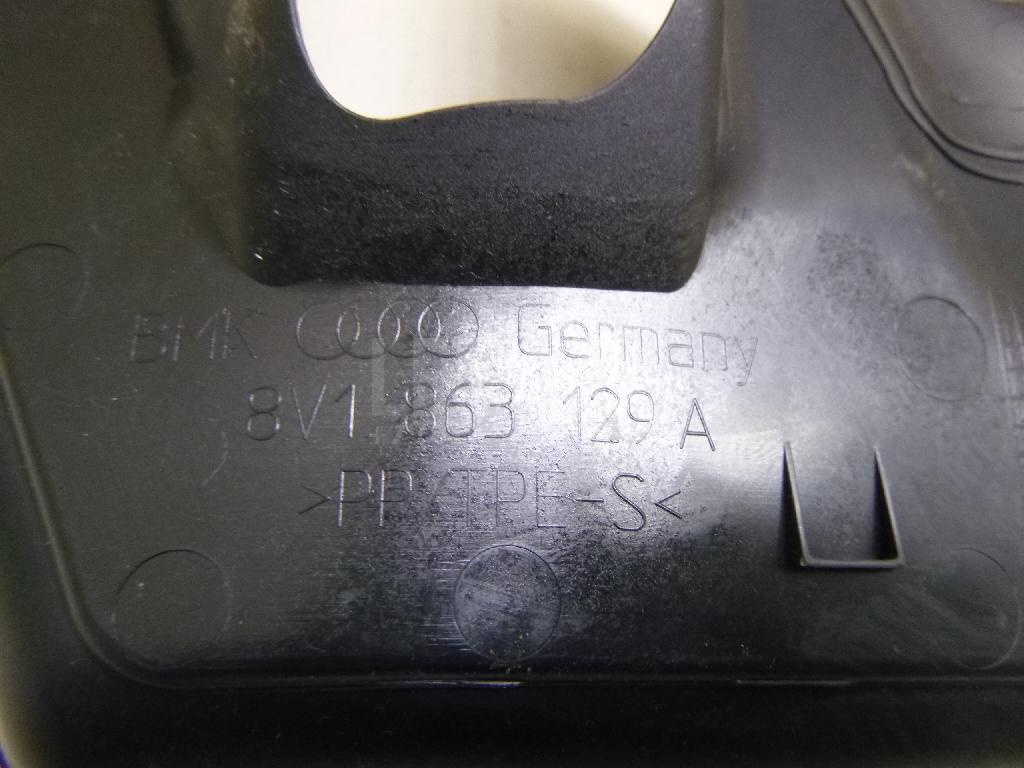 BMK Germany
8V1 863 129 A
>PP/TPE-S<